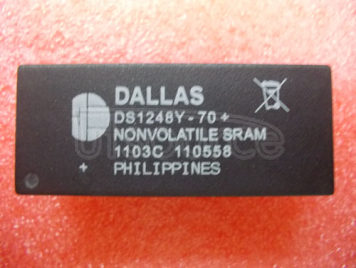 DALLAS
DS1248Y-70+
NONVOLATILE SRAM
1103C 110558
+ PHILIPPINES